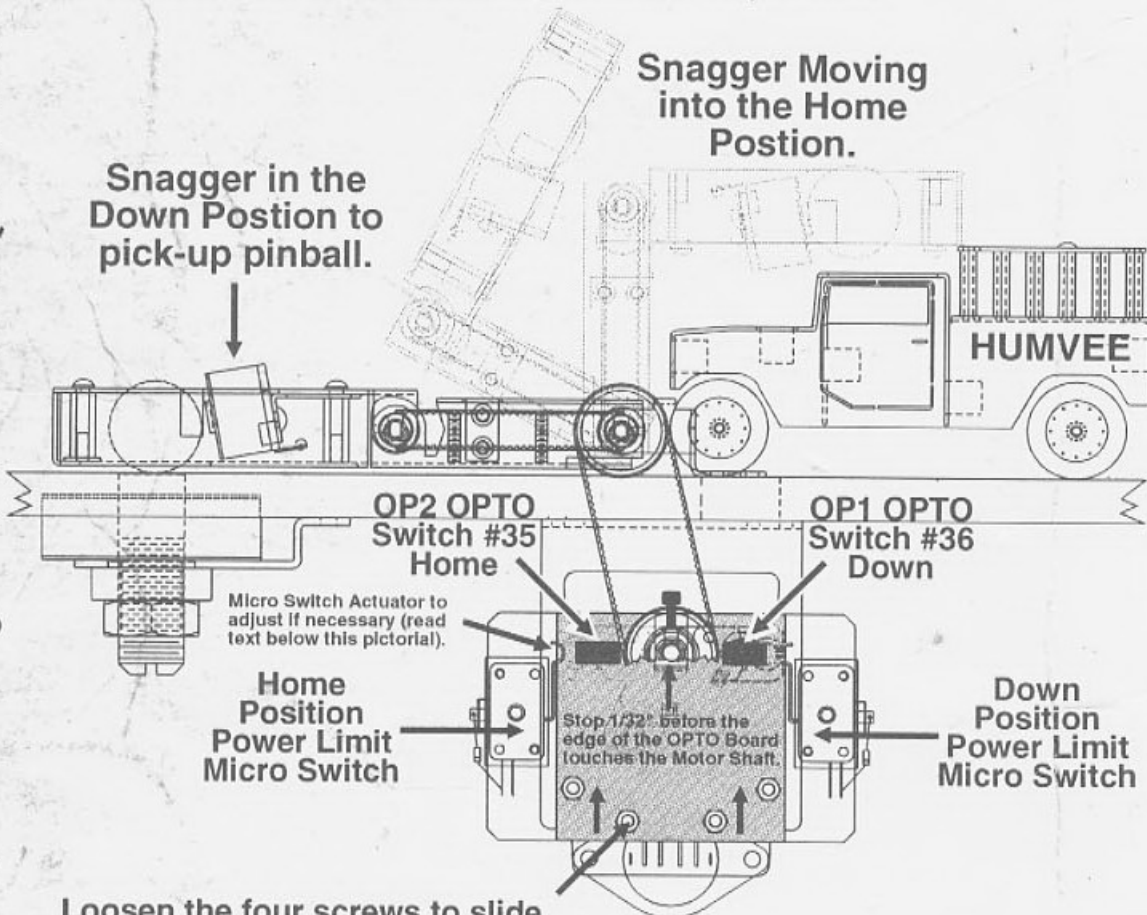 Snagger Moving
into the Home
Postion.
Snagger in the
Down Postion to
pick-up pinball.
HUMVEE
OP2 OPTO
Switch #35
Home
OP1 OPTO
Switch #36
Down
Micro Switch Actuator to
adjust if necessary (read
text below this pictorial).
Home
Position
Power Limit
Micro Switch
Stop 1/32" before the
edge of the OPTO Board
touches the Motor Shaft.
Down
Position
Power Limit
Micro Switch
Loosen the four screws to slide